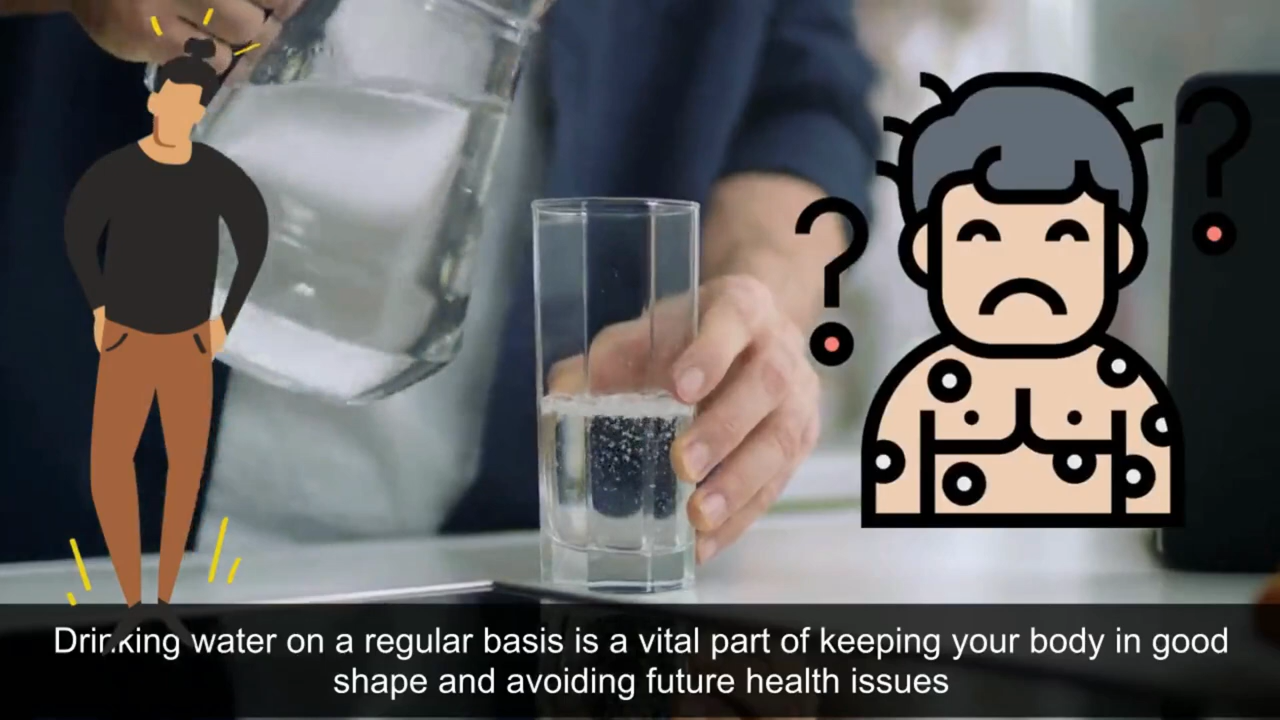 Drinking water on a regular basis is a vital part of keeping your body in good
shape and avoiding future health issues